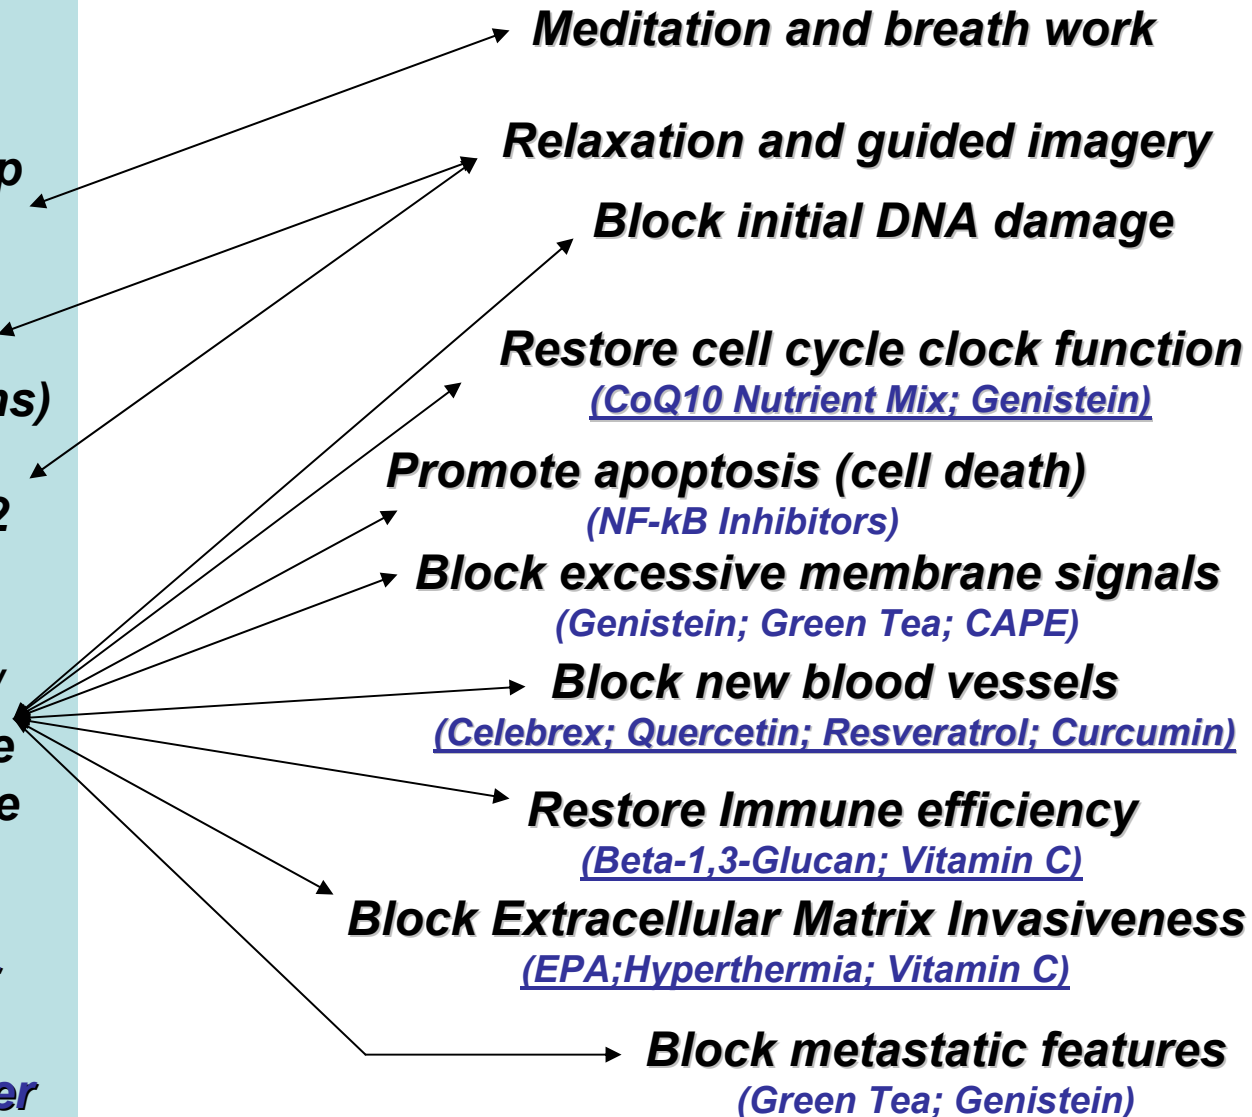 Meditation and breath work
Relaxation and guided imagery
Block initial DNA damage
Restore cell cycle clock function
(CoQ10 Nutrient Mix; Genistein)
Promote apoptosis (cell death)
(NF-kB Inhibitors)
Block excessive membrane signals
(Genistein; Green Tea; CAPE)
Block new blood vessels
(Celebrex; Quercetin; Resveratrol; Curcumin)
Restore Immune efficiency
(Beta-1,3-Glucan; Vitamin C)
Block Extracellular Matrix Invasiveness
(EPA;Hyperthermia; Vitamin C)
Block metastatic features
(Green Tea; Genistein)